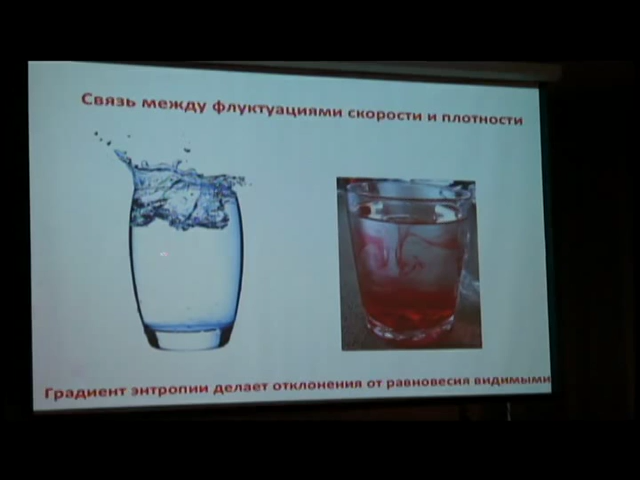 Связь между флуктуациями скорости и плотности
Градиент энтропии делает отклонения от равновесия видимыми